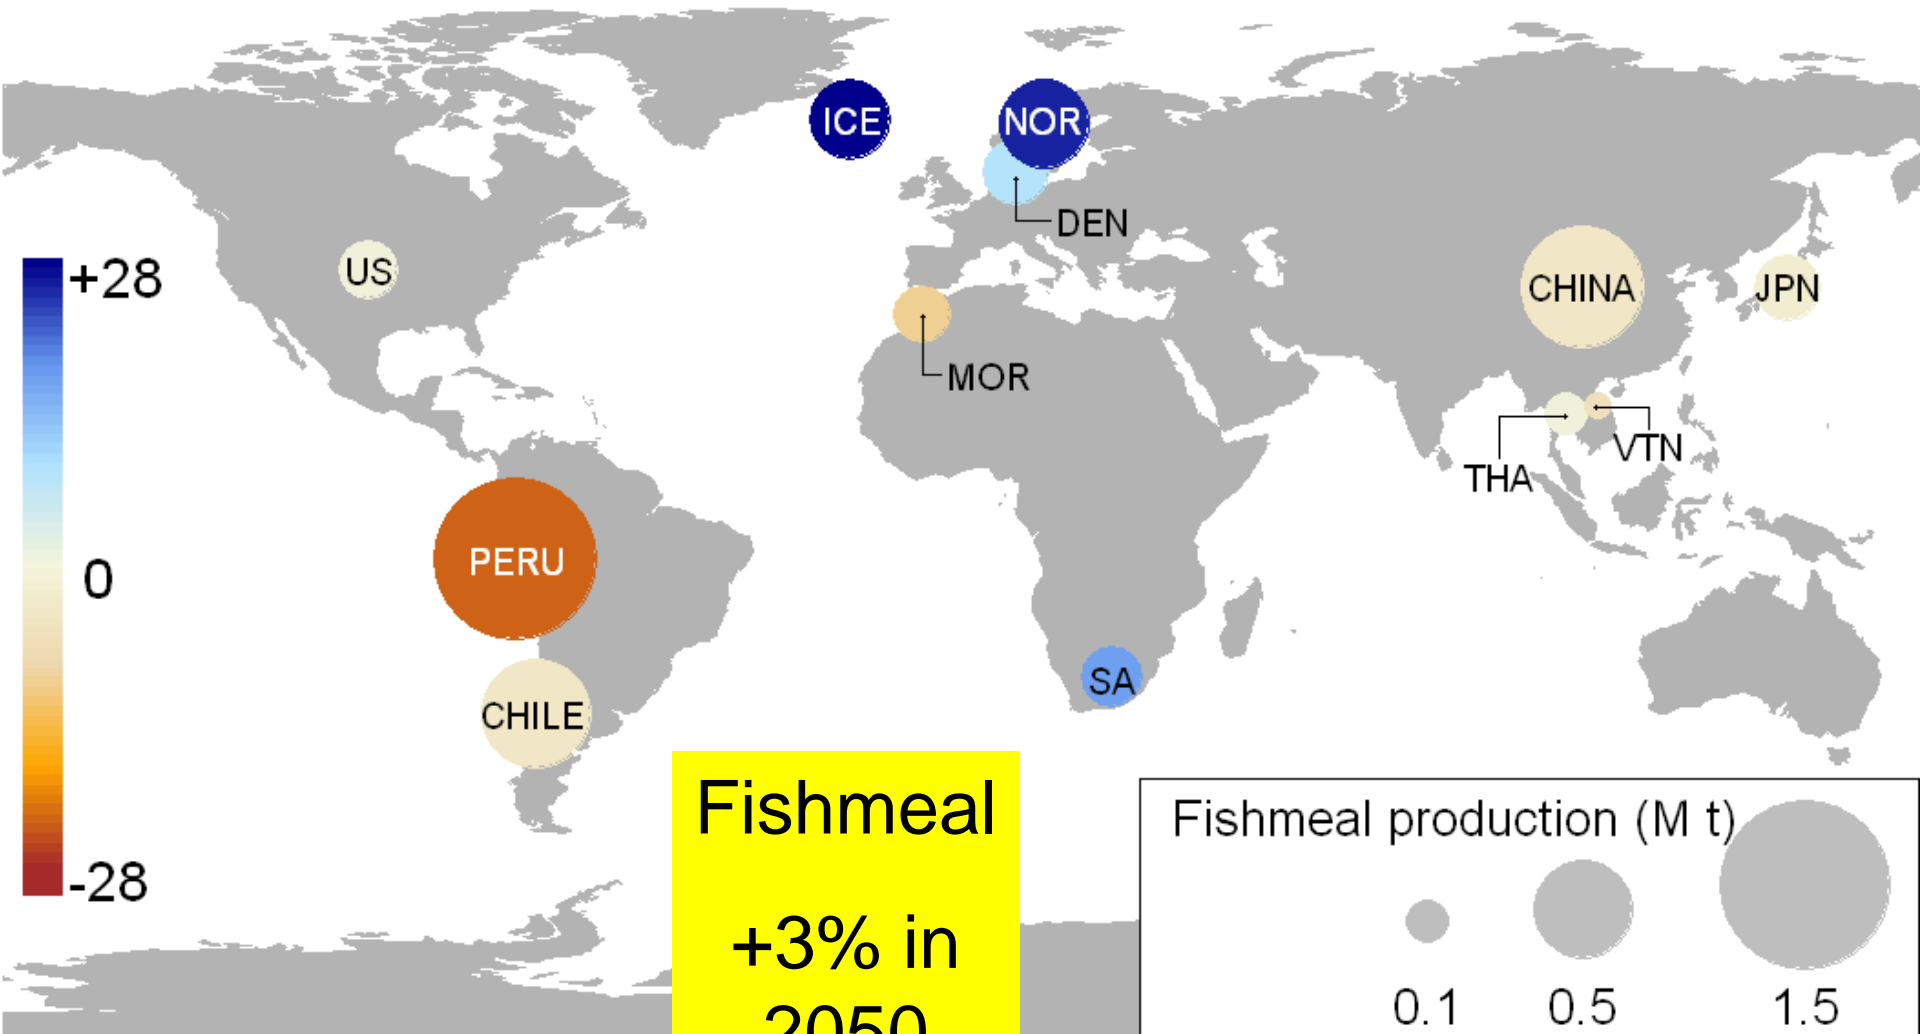 ICE
NOR
DEN
US
+28
CHINA
JPN
MOR
VTN
THA
PERU
0
SA
CHILE
-28
Fishmeal
+3% in
2050
Fishmeal production (M t)
0.1
0.5
1.5